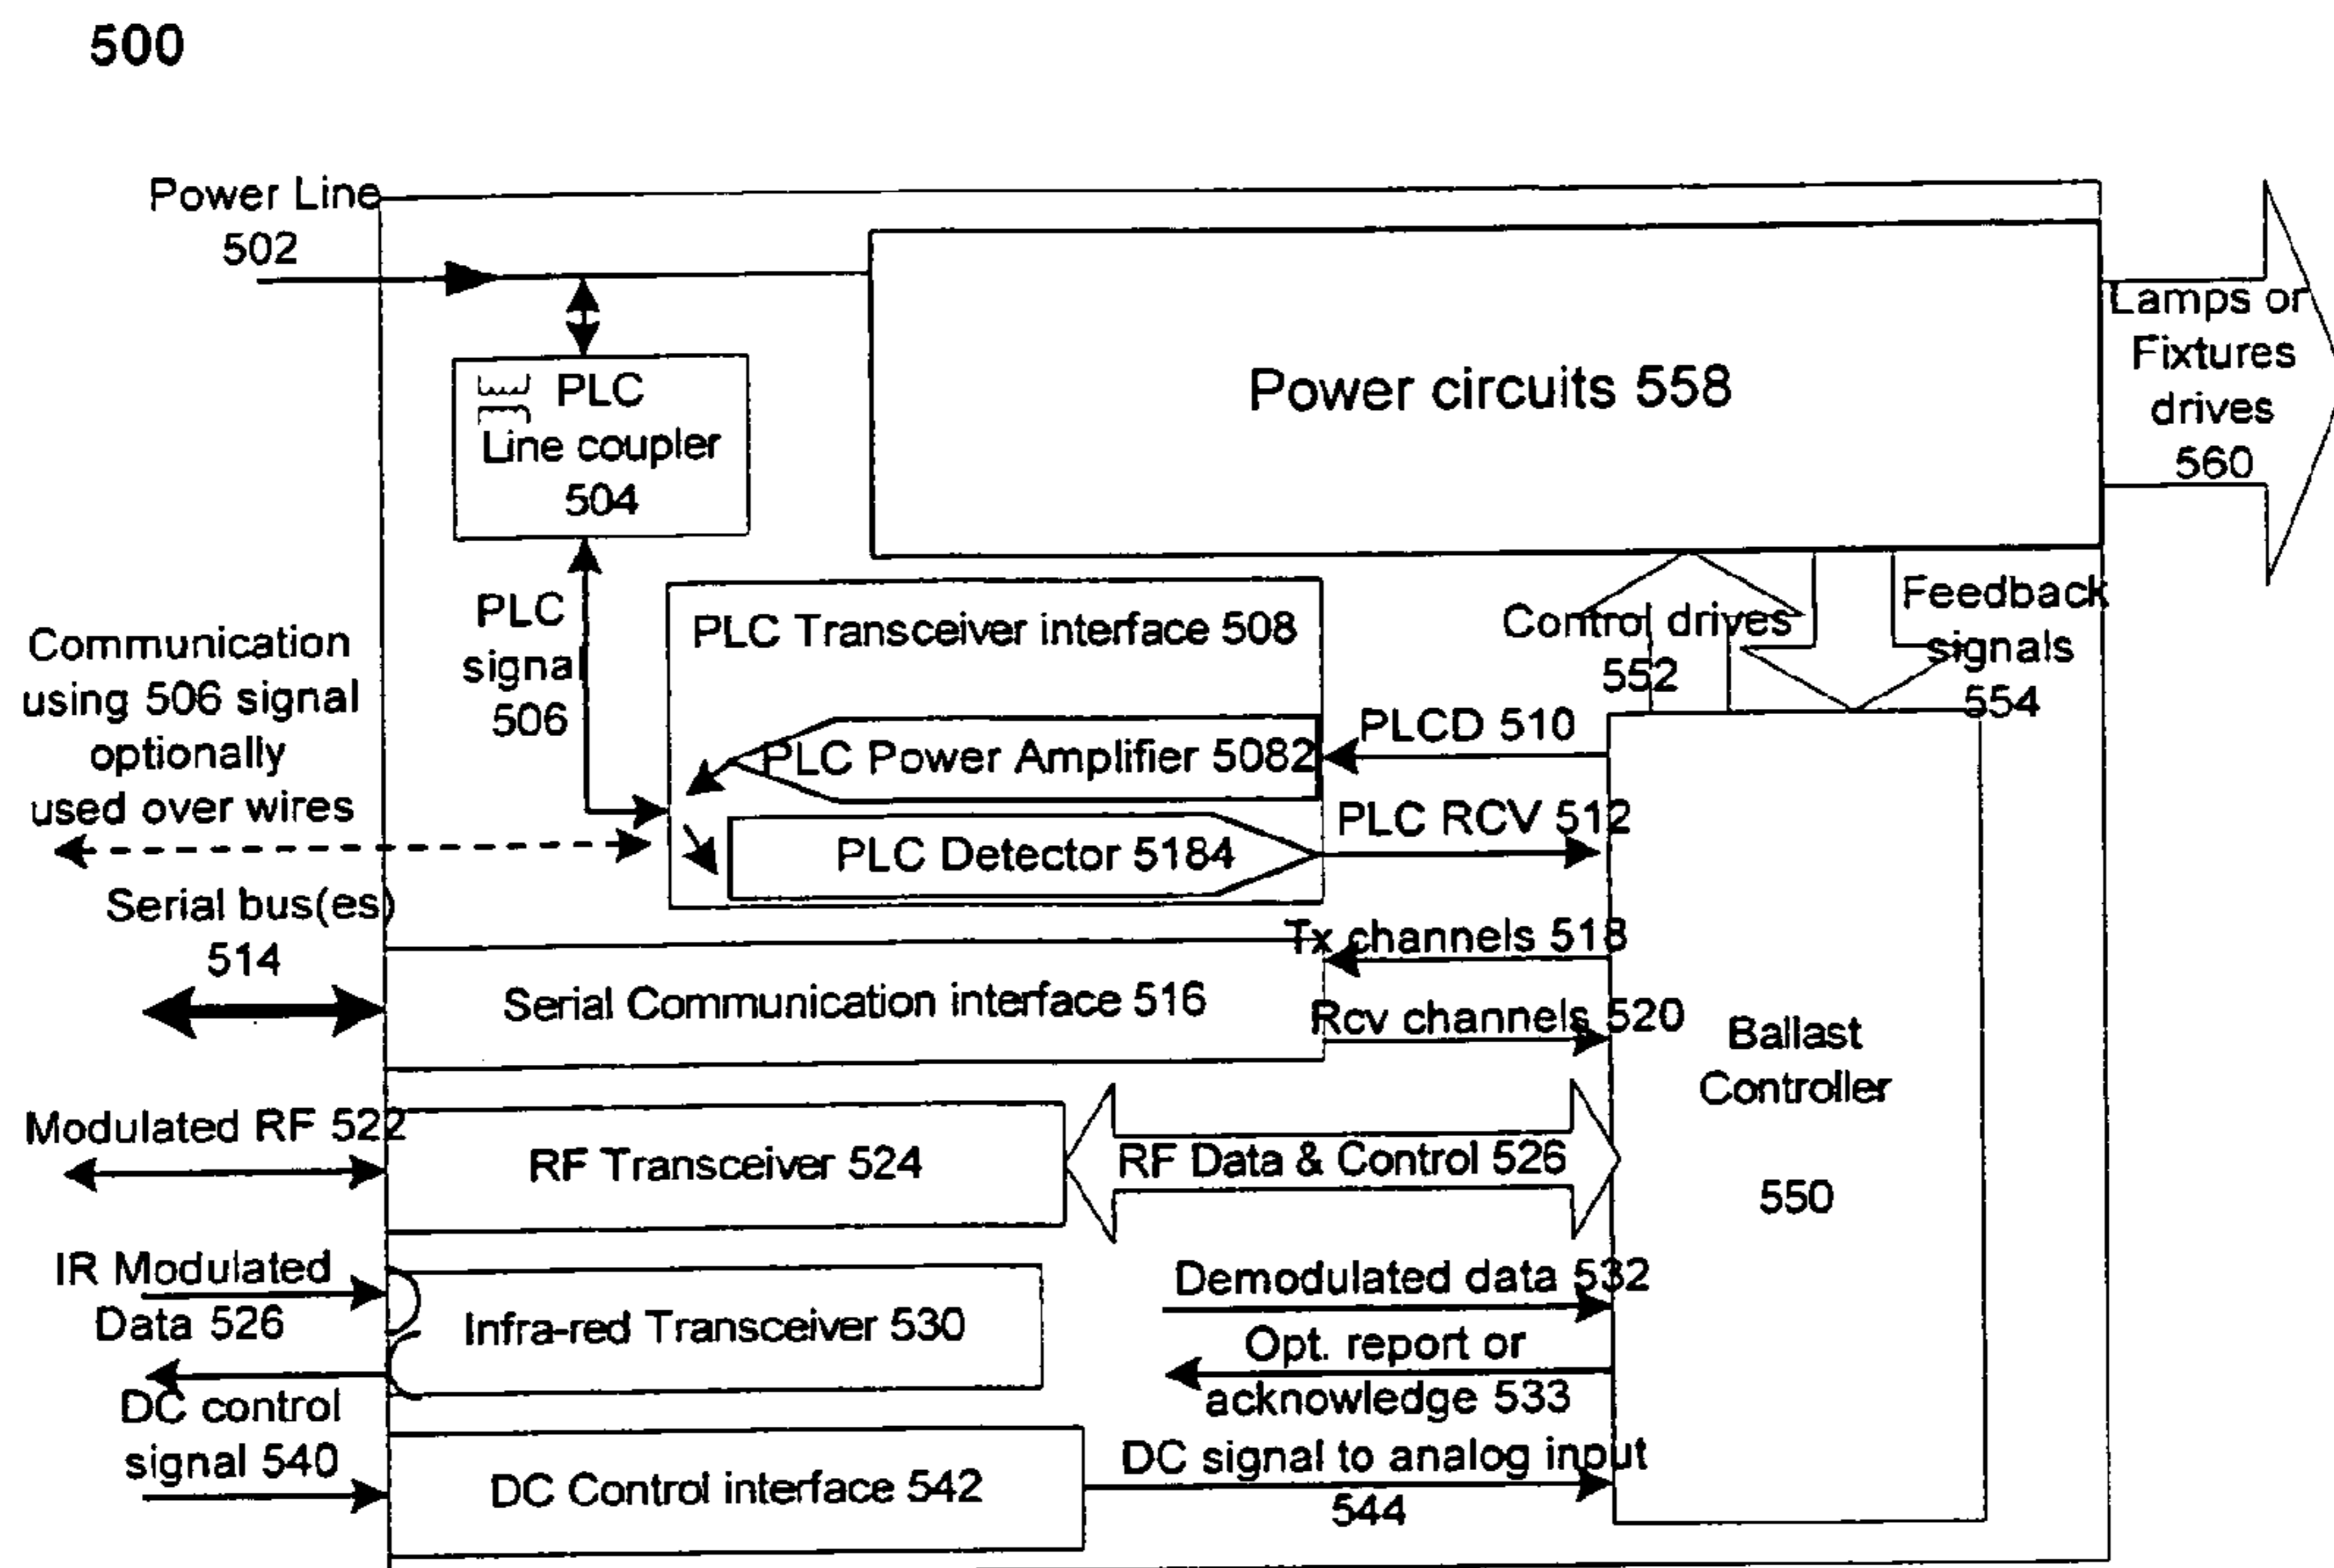 500
Power Line
502
PLC
Line coupler
504
Power circuits 558
Lamps or
Fixtures
drives
560
PLC
signal
506
PLC Transceiver interface 508
Control drives
552
Feedback
signals
554
Communication
using 506 signal
optionally
used over wires
PLC Power Amplifier 5082
PLCD 510
PLC Detector 5184
PLC RCV 512
Serial bus(es)
514
Serial Communication interface 516
Tx channels 518
Rcv channels 520
Ballast
Controller
550
Modulated RF 522
RF Transceiver 524
RF Data & Control 526
IR Modulated
Data 526
Infra-red Transceiver 530
Demodulated data 532
Opt. report or
acknowledge 533
DC control
signal 540
DC Control interface 542
DC signal to analog input
544